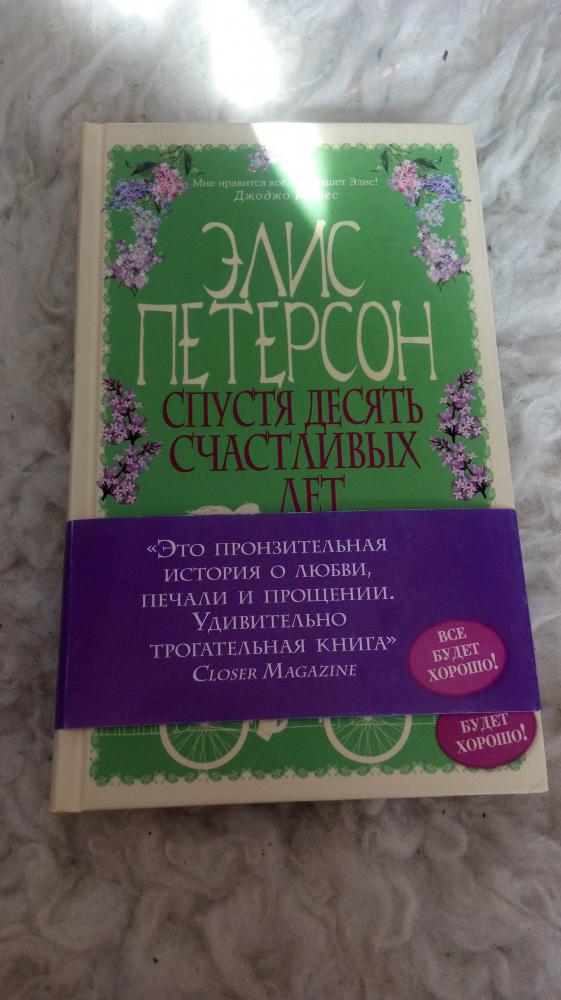 Мне нравится все, ишет Элис!
Джоджо
ЭЛИС
ПЕТЕРСОН
СПУСТЯ ДЕСЯТЬ
СЧАСТЛИВЫХ
ЛЕТ
«Это пронзительная
история о любви,
печали и прощении.
Удивительно
трогательная книга»
Closer Magazine
ВСЕ
БУДЕТ
ХОРОШО!
БУДЕТ
ХОРОШО!